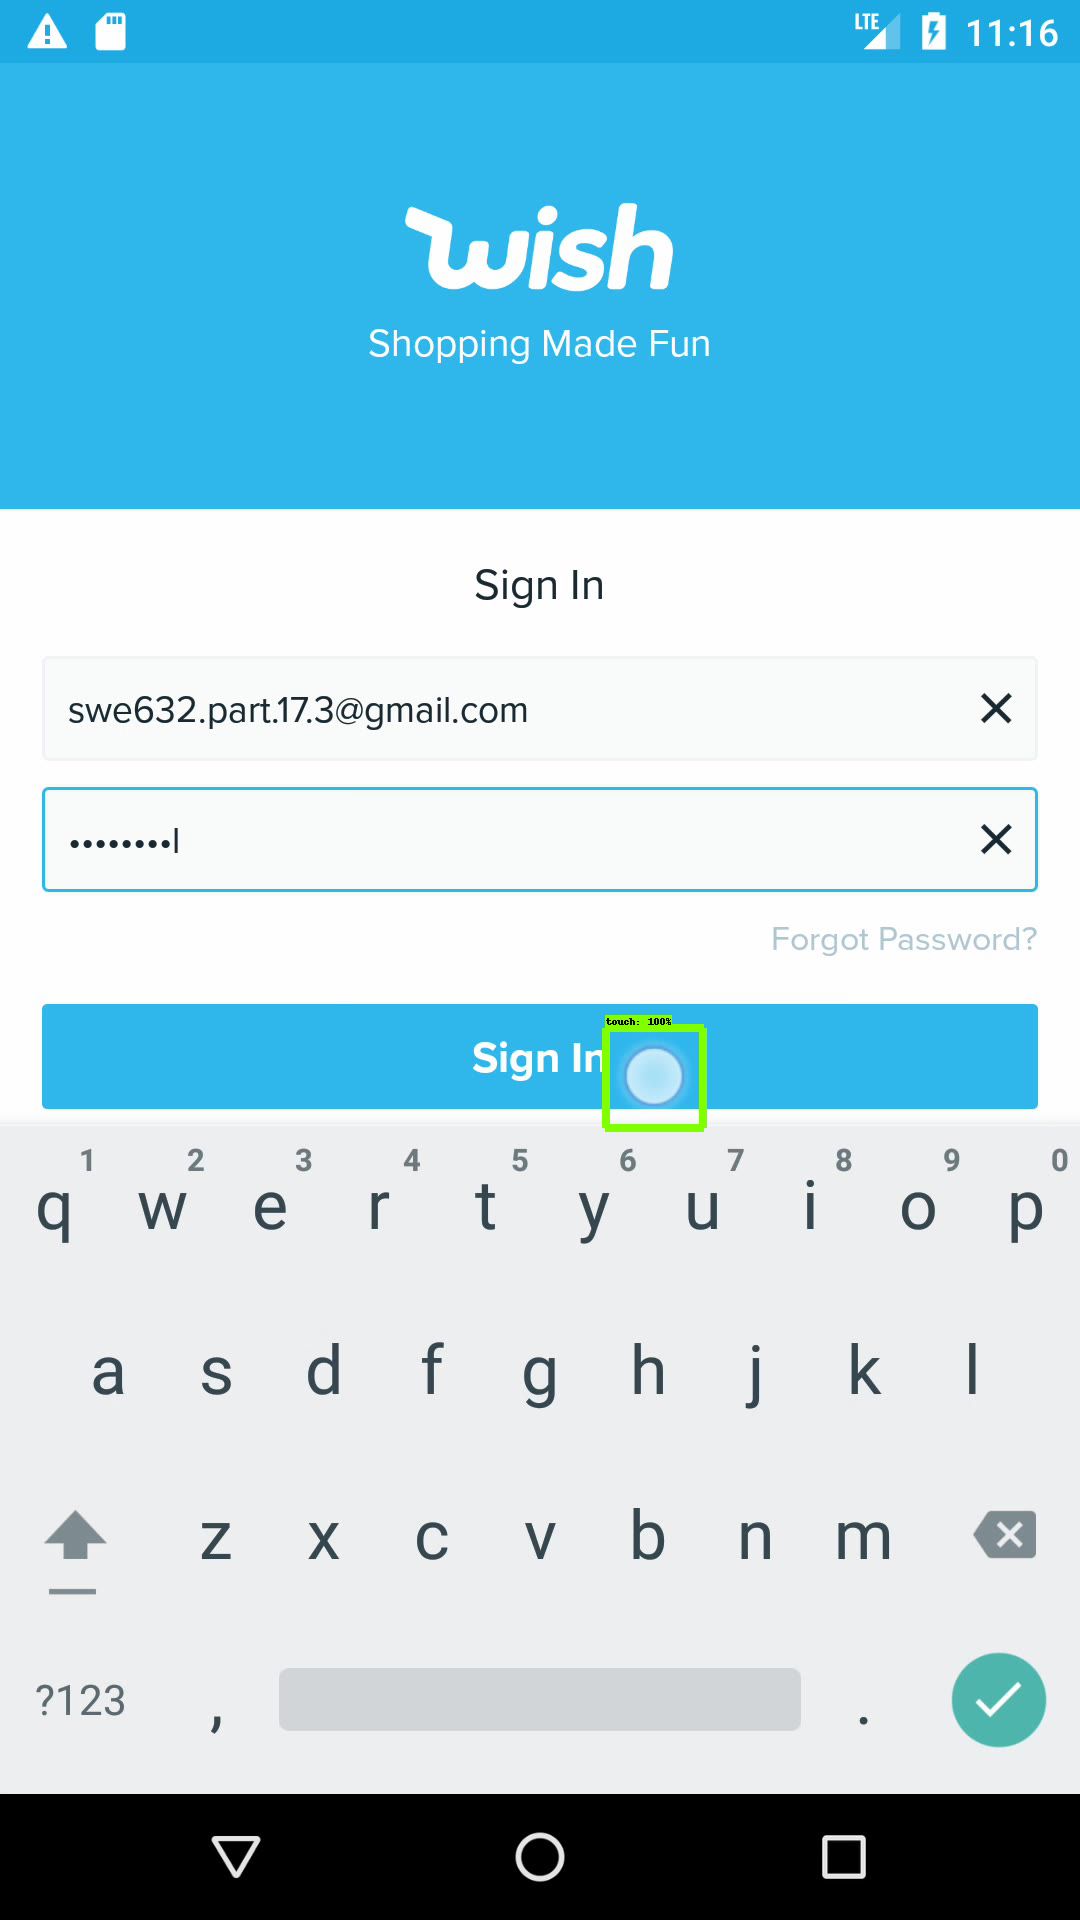 LTE 11:16
wish
Shopping Made Fun
Sign In
swe632.part.17.3@gmail.com
••••••••
Forgot Password?
touch: 100%
Sign In
1 2 3 4 5 6 7 8 9 0
q w e r t y u i o p
a s d f g h j k l
z x c v b n m
?123 , .